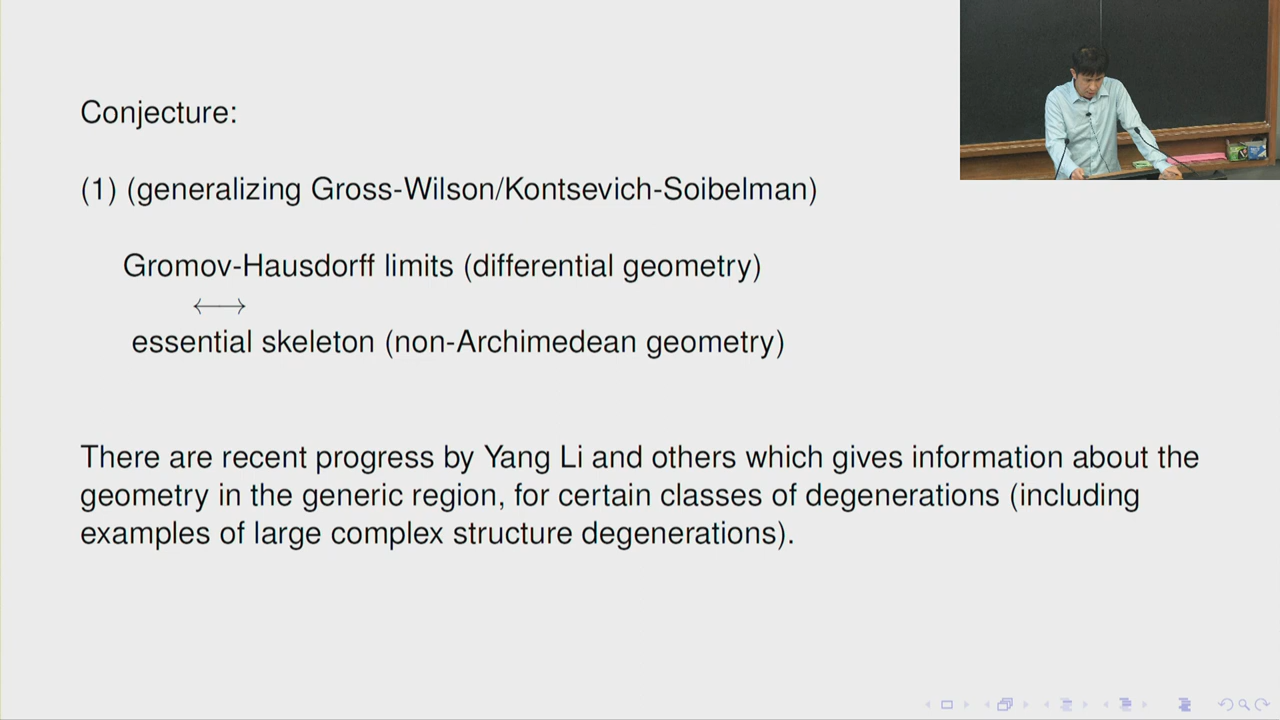 Conjecture:
(1) (generalizing Gross-Wilson/Kontsevich-Soibelman)
Gromov-Hausdorff limits (differential geometry)
⟷
essential skeleton (non-Archimedean geometry)
There are recent progress by Yang Li and others which gives information about the
geometry in the generic region, for certain classes of degenerations (including
examples of large complex structure degenerations).